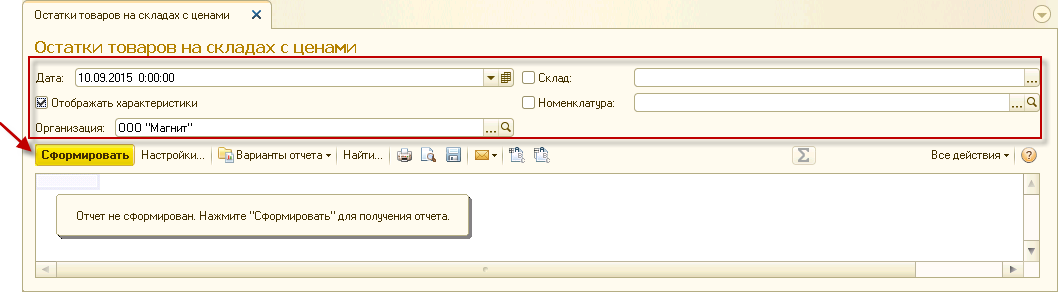 Остатки товаров на складах с ценами
Остатки товаров на складах с ценами
Дата: 10.09.2015 0:00:00 Склад:
Отображать характеристики Номенклатура:
Организация: ООО "Магнит"
Сформировать Настройки... Варианты отчета Найти... Все действия
Отчет не сформирован. Нажмите "Сформировать" для получения отчета.